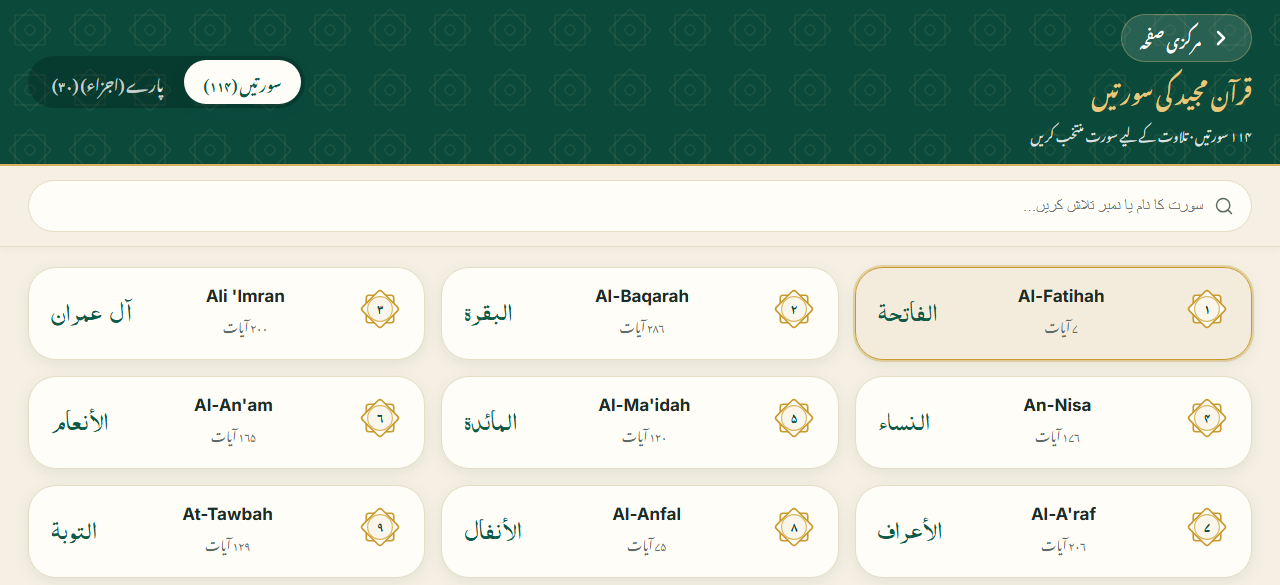 مرکزی صفحہ
قرآن مجید کی سورتیں
۱۱۴ سورتیں · تلاوت کے لیے سورت منتخب کریں
سورتیں (۱۱۴)
پارے (اجزاء) (۳۰)
سورت کا نام یا نمبر تلاش کریں...
۱
Al-Fatihah
۷ آیات
الفاتحة
۲
Al-Baqarah
۲۸۶ آیات
البقرة
۳
Ali 'Imran
۲۰۰ آیات
آل عمران
۴
An-Nisa
۱۷۶ آیات
النساء
۵
Al-Ma'idah
۱۲۰ آیات
المائدة
۶
Al-An'am
۱۶۵ آیات
الأنعام
۷
Al-A'raf
۲۰۶ آیات
الأعراف
۸
Al-Anfal
۷۵ آیات
الأنفال
۹
At-Tawbah
۱۲۹ آیات
التوبة